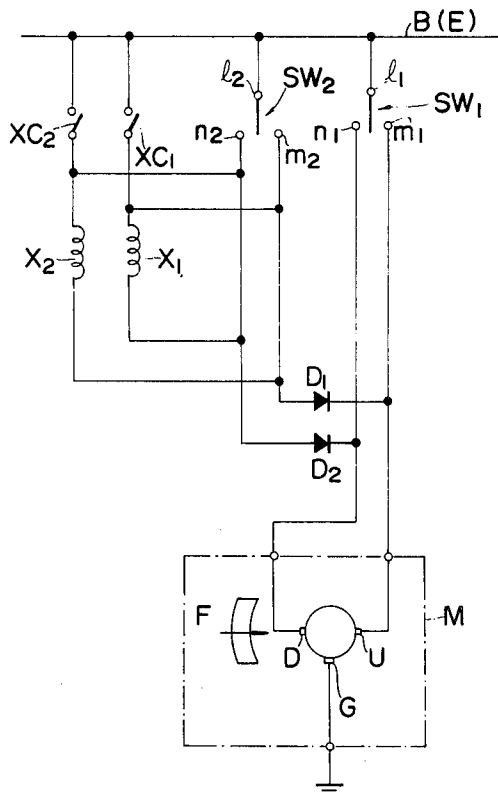 B(E)
ℓ₂
SW₂
ℓ₁
SW₁
XC₂
XC₁
n₂
m₂
n₁
m₁
X₂
X₁
D₁
D₂
F
D
U
M
G